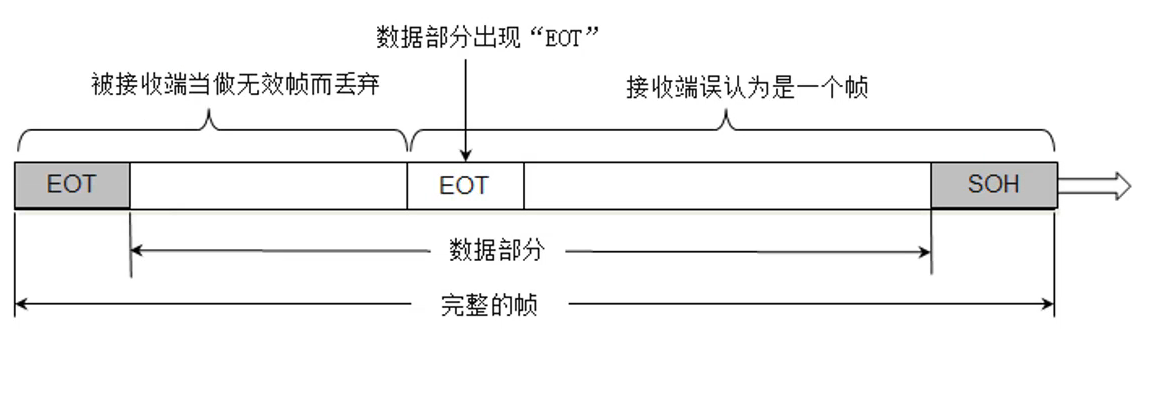 数据部分出现“EOT”
被接收端当做无效帧而丢弃
接收端误认为是一个帧
EOT
EOT
SOH
数据部分
完整的帧